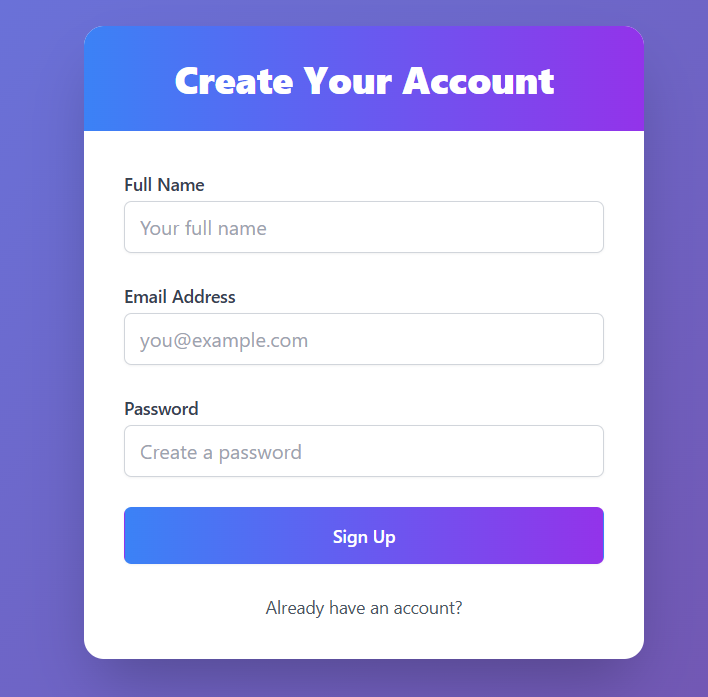 Create Your Account
Full Name
Your full name
Email Address
you@example.com
Password
Create a password
Sign Up
Already have an account?